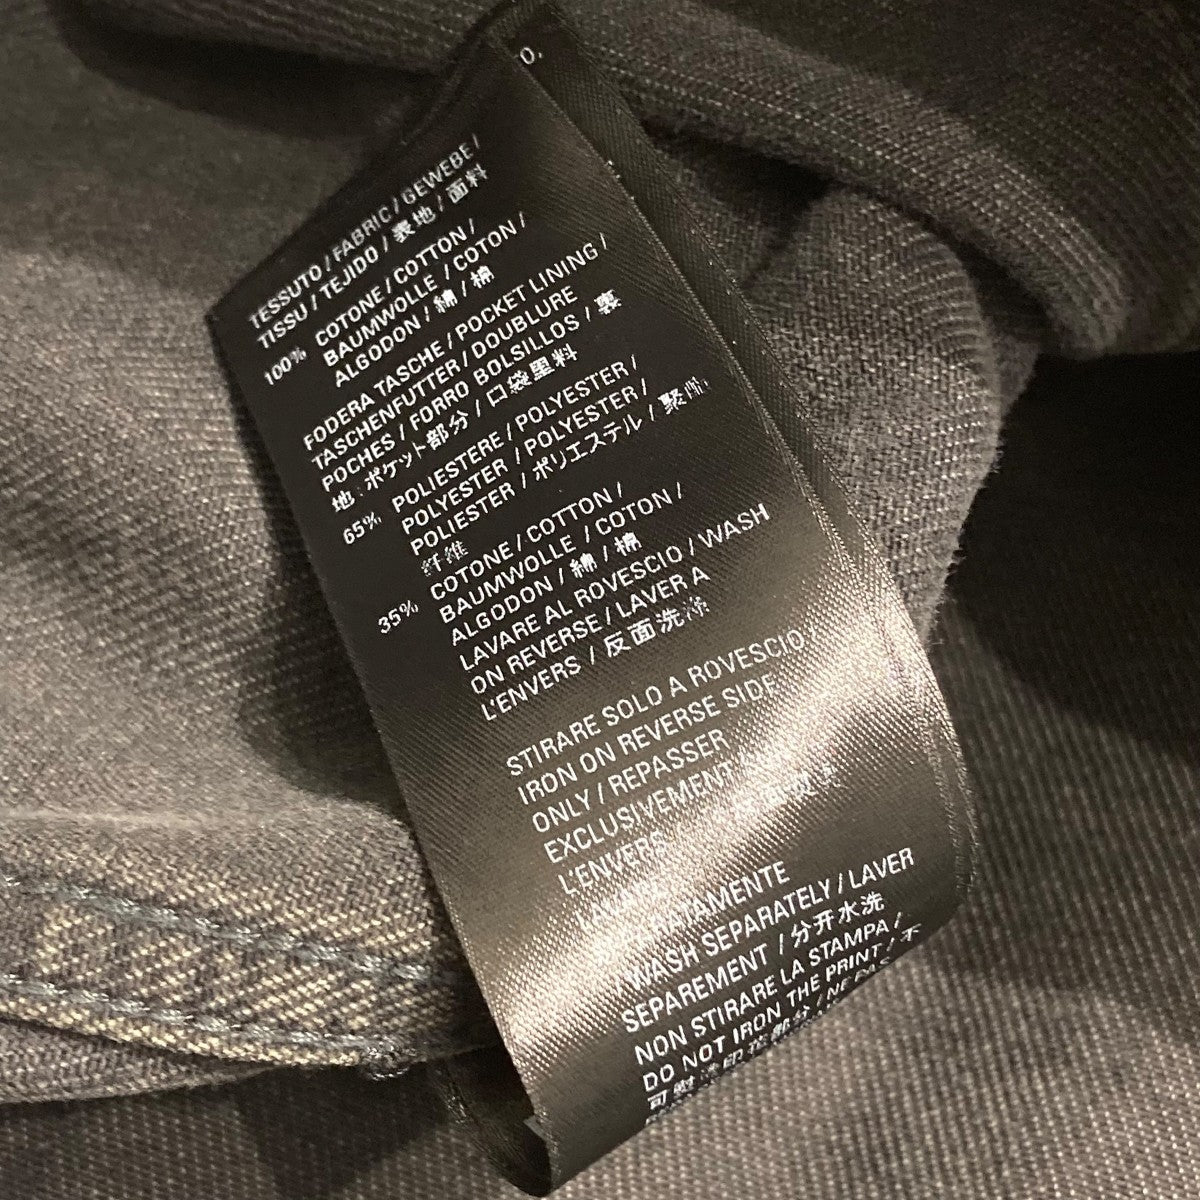 0.
TESSUTO / FABRIC / GEWEBE /
TISSU / TEJIDO / 表地 / 面料
100% COTONE / COTTON /
BAUMWOLLE / COTON /
ALGODON / 綿 / 棉
FODERA TASCHE / POCKET LINING /
TASCHENFUTTER / DOUBLURE
POCHES / FORRO BOLSILLOS / 裏
地:ポケット部分 / 口袋里料
65% POLIESTERE / POLYESTER /
POLYESTER / POLYESTER /
POLIESTER / ポリエステル / 聚酯
纤维
35% COTONE / COTTON /
BAUMWOLLE / COTON /
ALGODON / 綿 / 棉
LAVARE AL ROVESCIO / WASH
ON REVERSE / LAVER A
L'ENVERS / 反面洗涤
STIRARE SOLO A ROVESCIO /
IRON ON REVERSE SIDE
ONLY / REPASSER
EXCLUSIVEMENT
L'ENVERS
/ WASH SEPARATELY / LAVER
SEPAREMENT / 分开水洗
NON STIRARE LA STAMPA /
DO NOT IRON THE PRINT / NE PAS